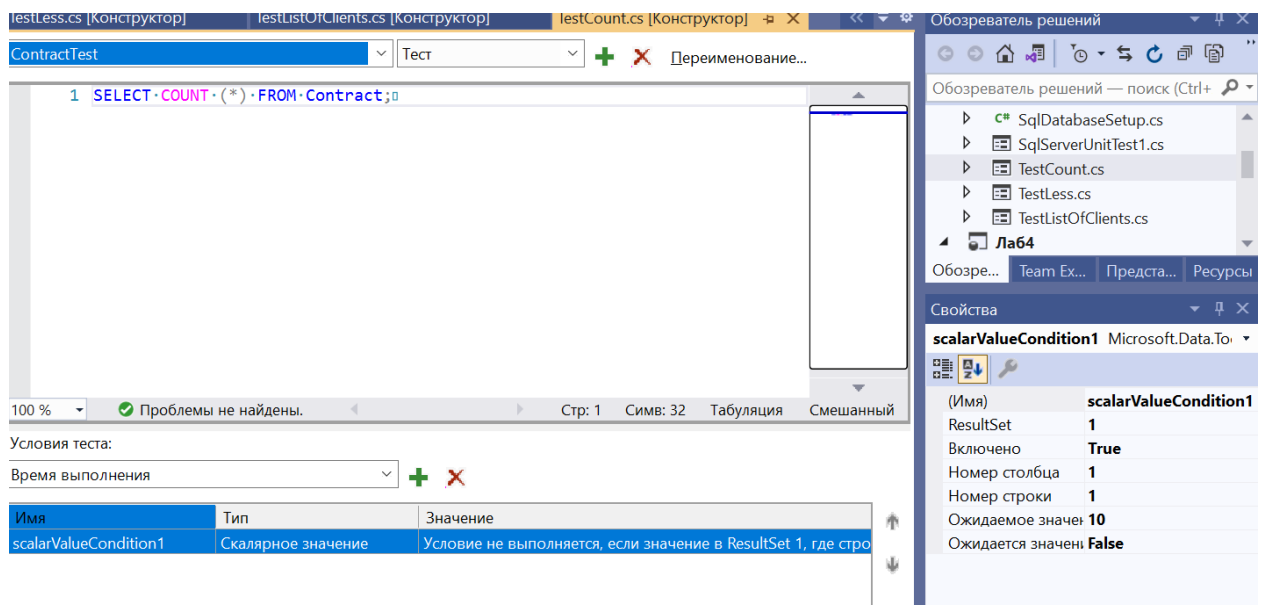 TestLess.cs [Конструктор] TestListOfClients.cs [Конструктор] TestCount.cs [Конструктор]
ContractTest Тест Переименование...
1 SELECT COUNT (*) FROM Contract;
100 % Проблемы не найдены. Стр: 1 Симв: 32 Табуляция Смешанный
Условия теста:
Время выполнения
Имя Тип Значение
scalarValueCondition1 Скалярное значение Условие не выполняется, если значение в ResultSet 1, где стро
Обозреватель решений
Обозреватель решений — поиск (Ctrl+
C# SqlDatabaseSetup.cs
SqlServerUnitTest1.cs
TestCount.cs
TestLess.cs
TestListOfClients.cs
Лаб4
Обозре... Team Ex... Предста... Ресурсы
Свойства
scalarValueCondition1 Microsoft.Data.To
(Имя) scalarValueCondition1
ResultSet 1
Включено True
Номер столбца 1
Номер строки 1
Ожидаемое значен 10
Ожидается значени False